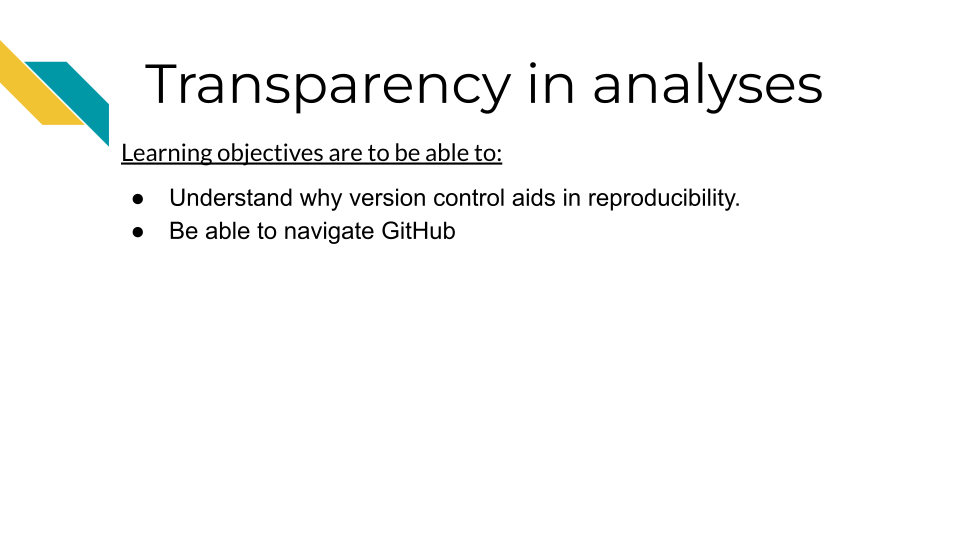 Transparency in analyses
Learning objectives are to be able to:
● Understand why version control aids in reproducibility.
● Be able to navigate GitHub